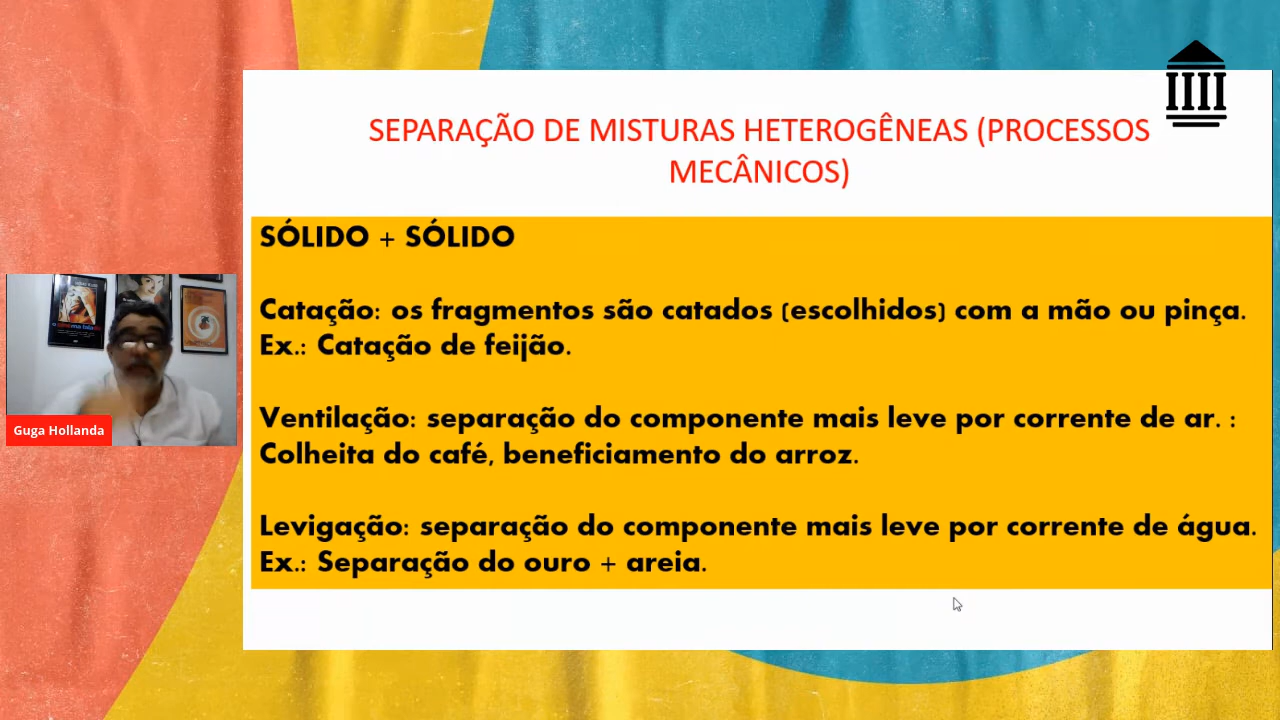 SEPARAÇÃO DE MISTURAS HETEROGÊNEAS (PROCESSOS
MECÂNICOS)
SÓLIDO + SÓLIDO
Catação: os fragmentos são catados (escolhidos) com a mão ou pinça.
Ex.: Catação de feijão.
Ventilação: separação do componente mais leve por corrente de ar. :
Colheita do café, beneficiamento do arroz.
Levigação: separação do componente mais leve por corrente de água.
Ex.: Separação do ouro + areia.
Guga Hollanda